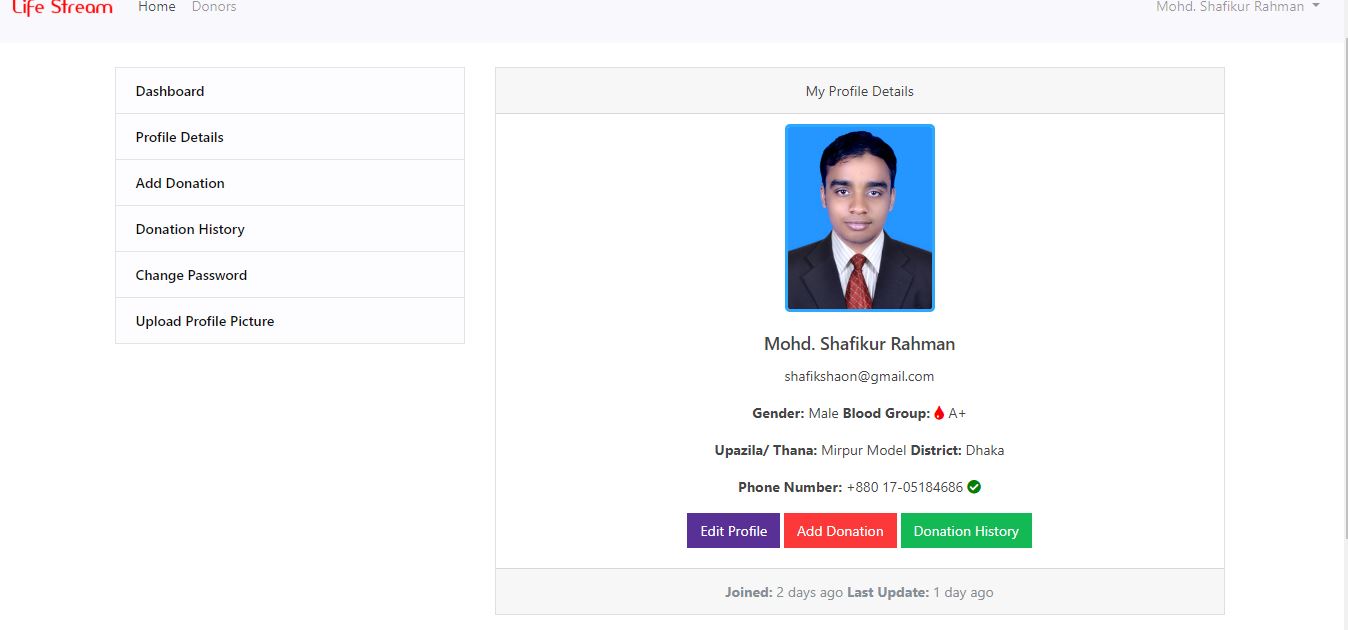 Life Stream Home Donors Mohd. Shafikur Rahman
Dashboard
Profile Details
Add Donation
Donation History
Change Password
Upload Profile Picture
My Profile Details
Mohd. Shafikur Rahman
shafikshaon@gmail.com
Gender: Male Blood Group: A+
Upazila/ Thana: Mirpur Model District: Dhaka
Phone Number: +880 17-05184686
Edit Profile Add Donation Donation History
Joined: 2 days ago Last Update: 1 day ago